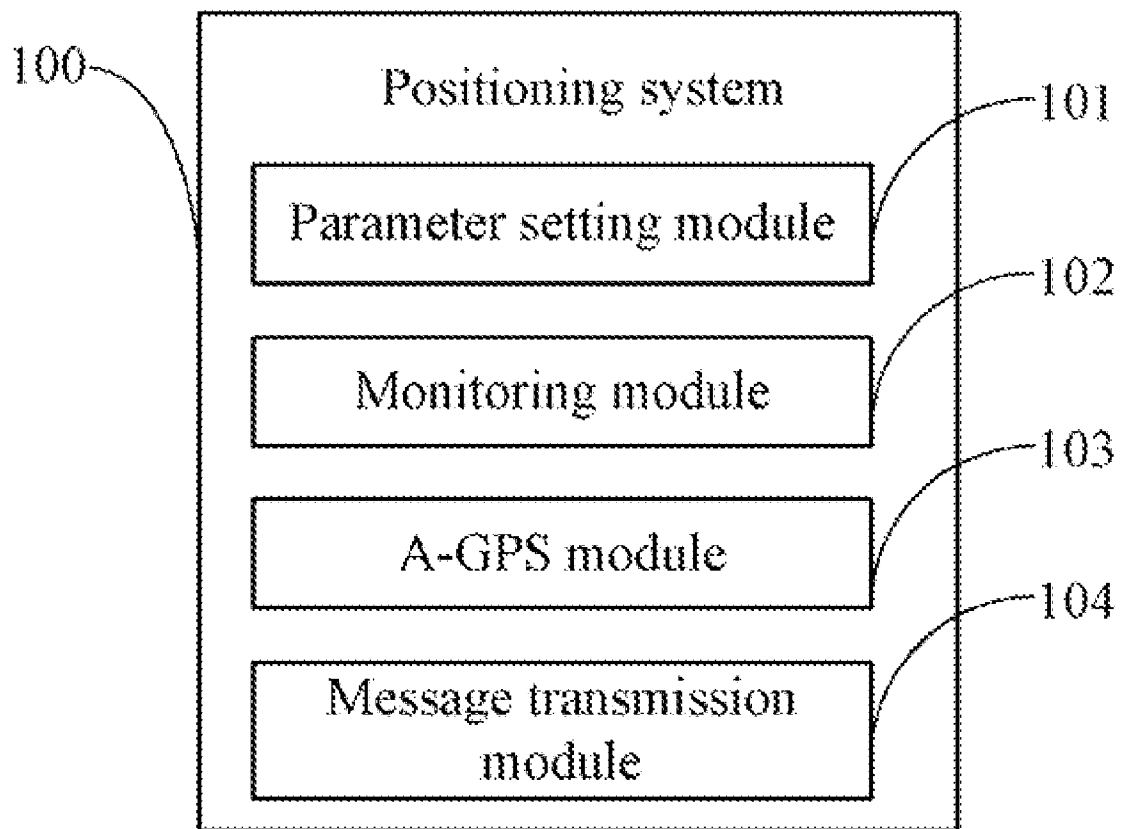 100
Positioning system
101
Parameter setting module
102
Monitoring module
103
A-GPS module
104
Message transmission
module